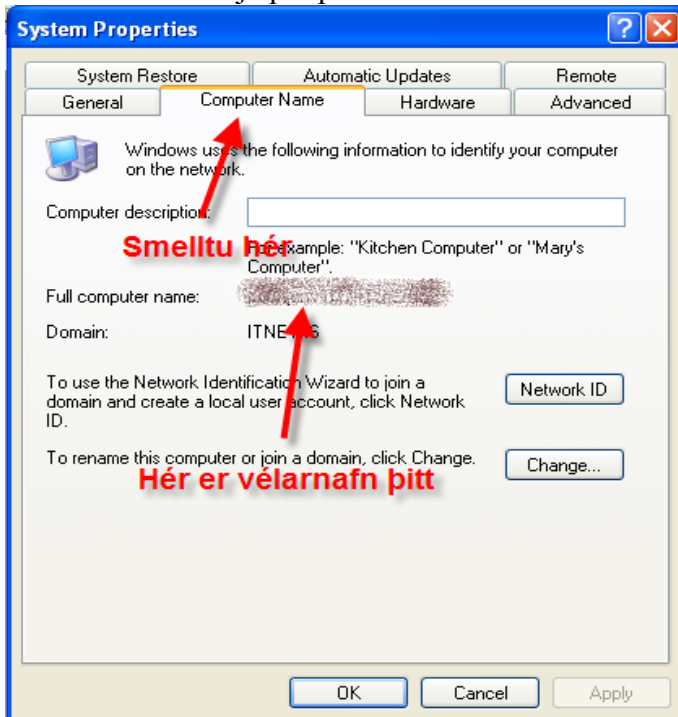 System Properties
System Restore
Automatic Updates
Remote
General
Computer Name
Hardware
Advanced
Windows uses the following information to identify your computer
on the network.
Computer description:
Smelltu hér
For example: "Kitchen Computer" or "Mary's
Computer".
Full computer name:
Domain:
To use the Network Identification Wizard to join a
domain and create a local user account, click Network
ID.
Network ID
To rename this computer or join a domain, click Change.
Change...
Hér er vélarnafn þitt
OK
Cancel
Apply